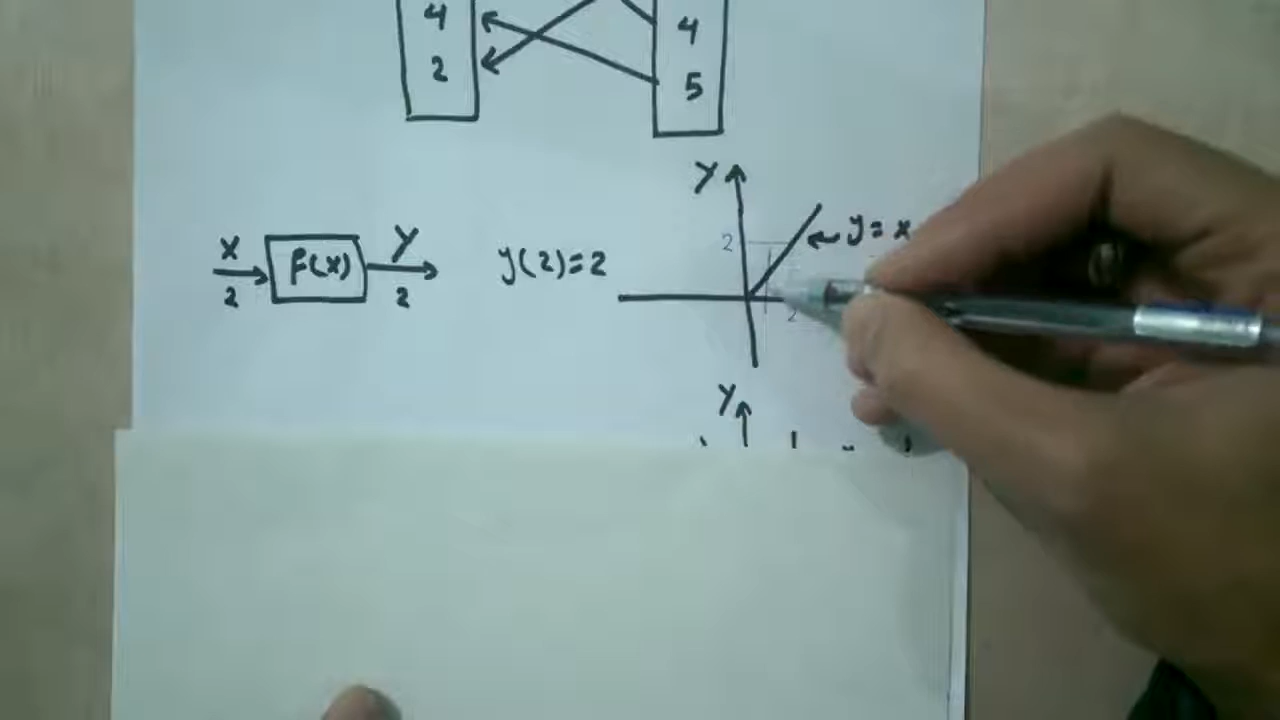 4 4
2 5
y
2 y = x
x f(x) y y(2)=2
2 2
2
y